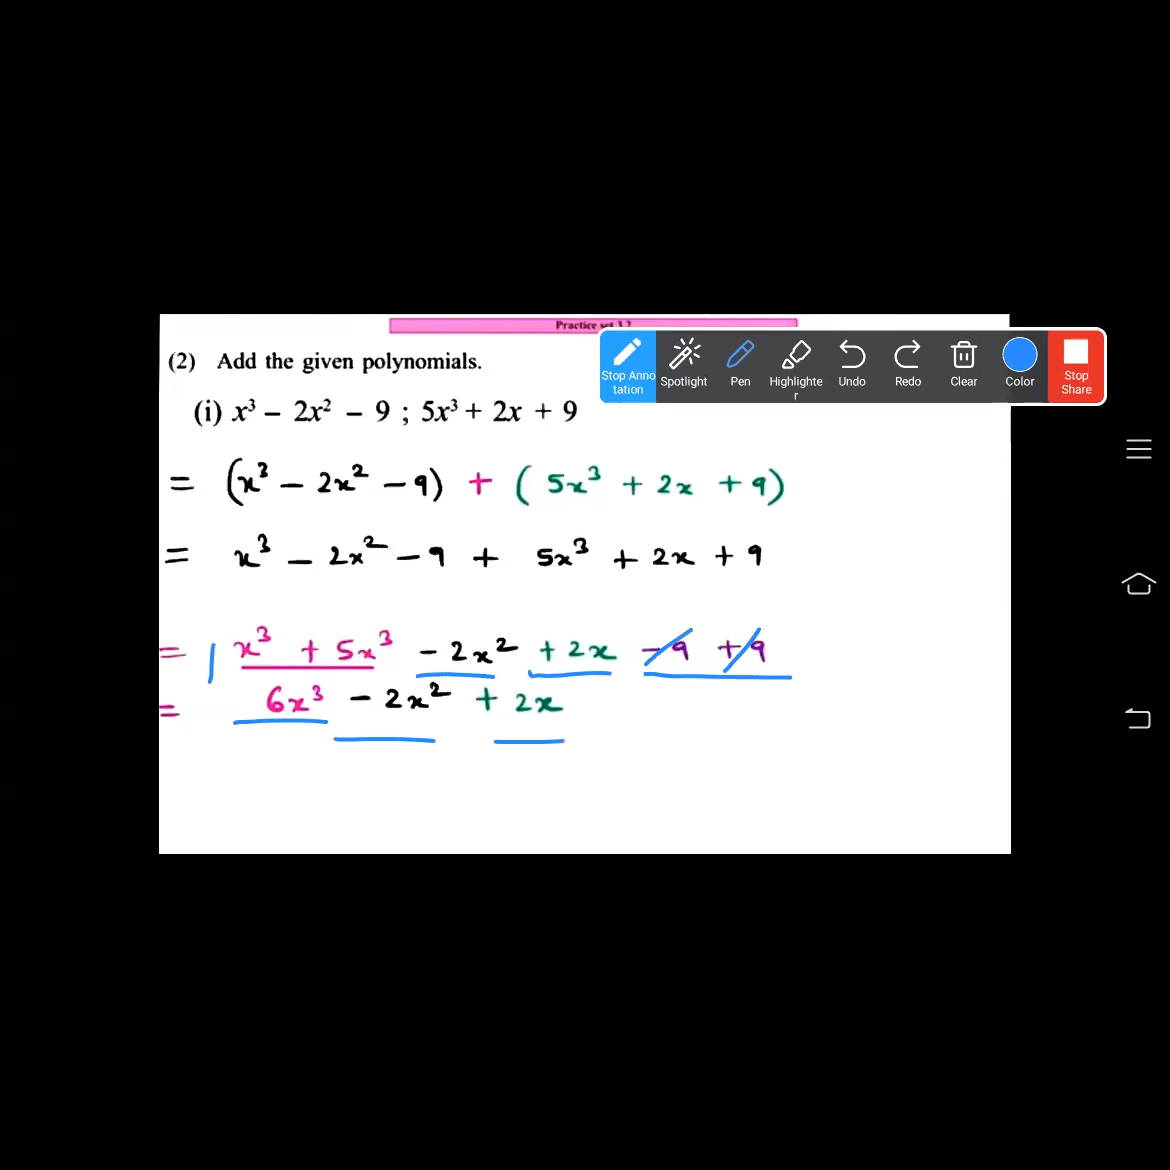 Practice set 3.2
(2) Add the given polynomials.
Stop Annotation Spotlight Pen Highlighter Undo Redo Clear Color Stop Share
(i) x³ – 2x² – 9 ; 5x³ + 2x + 9
= (x³ – 2x² – 9) + ( 5x³ + 2x + 9)
= x³ – 2x² – 9 + 5x³ + 2x + 9
= 1 x³ + 5x³ – 2x² + 2x – 9 + 9
= 6x³ – 2x² + 2x